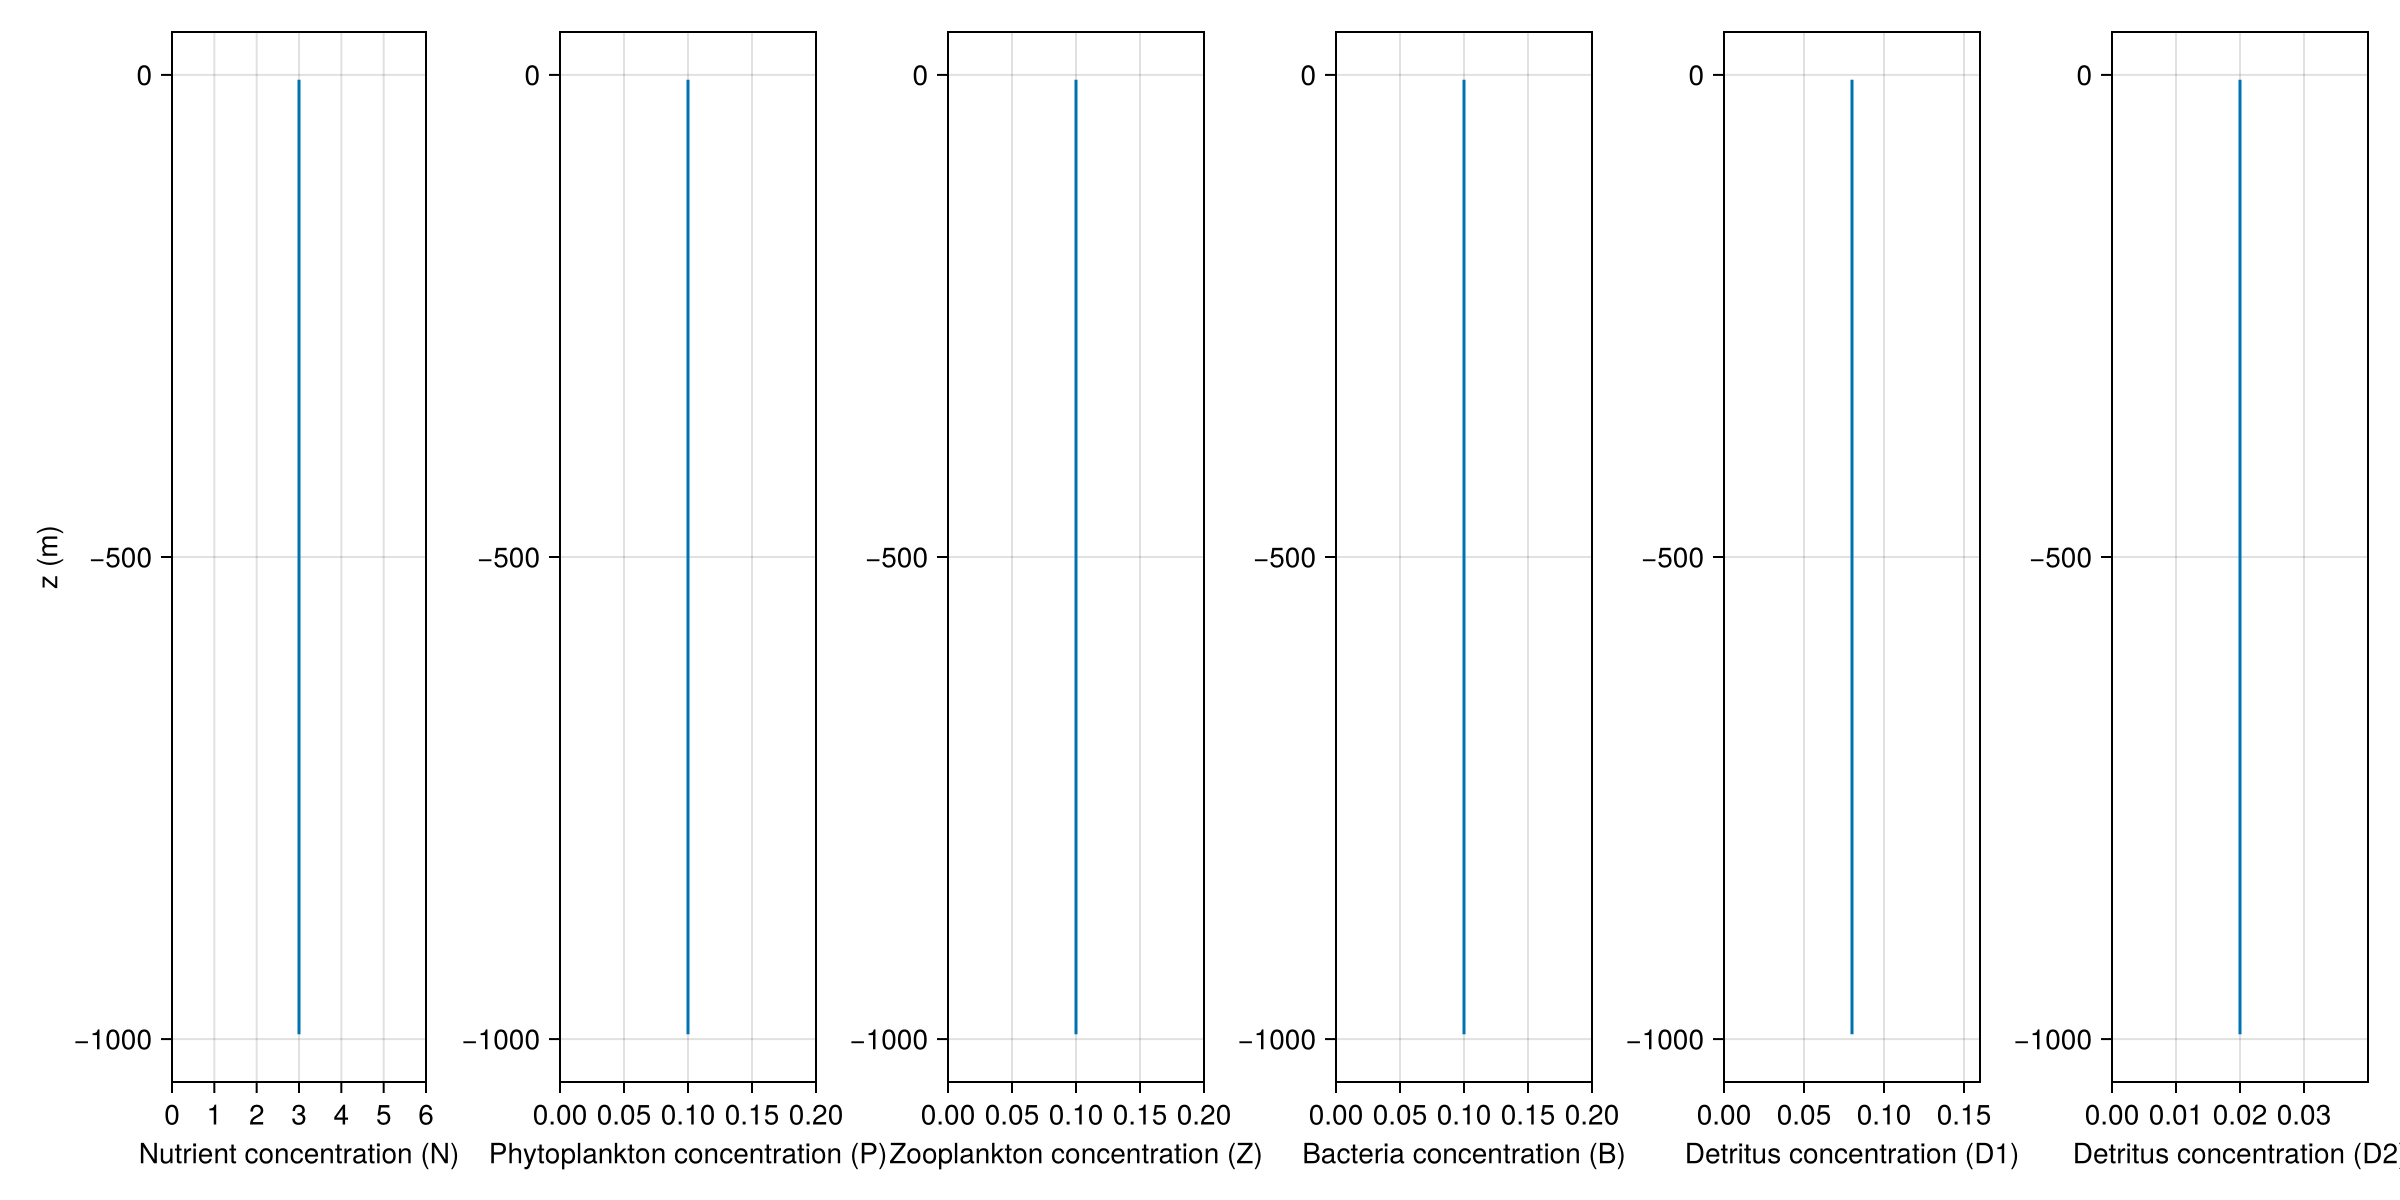 z (m)
0
−500
−1000
0 1 2 3 4 5 6
Nutrient concentration (N)
0
−500
−1000
0.00 0.05 0.10 0.15 0.20
Phytoplankton concentration (P)
0
−500
−1000
0.00 0.05 0.10 0.15 0.20
Zooplankton concentration (Z)
0
−500
−1000
0.00 0.05 0.10 0.15 0.20
Bacteria concentration (B)
0
−500
−1000
0.00 0.05 0.10 0.15
Detritus concentration (D1)
0
−500
−1000
0.00 0.01 0.02 0.03
Detritus concentration (D2